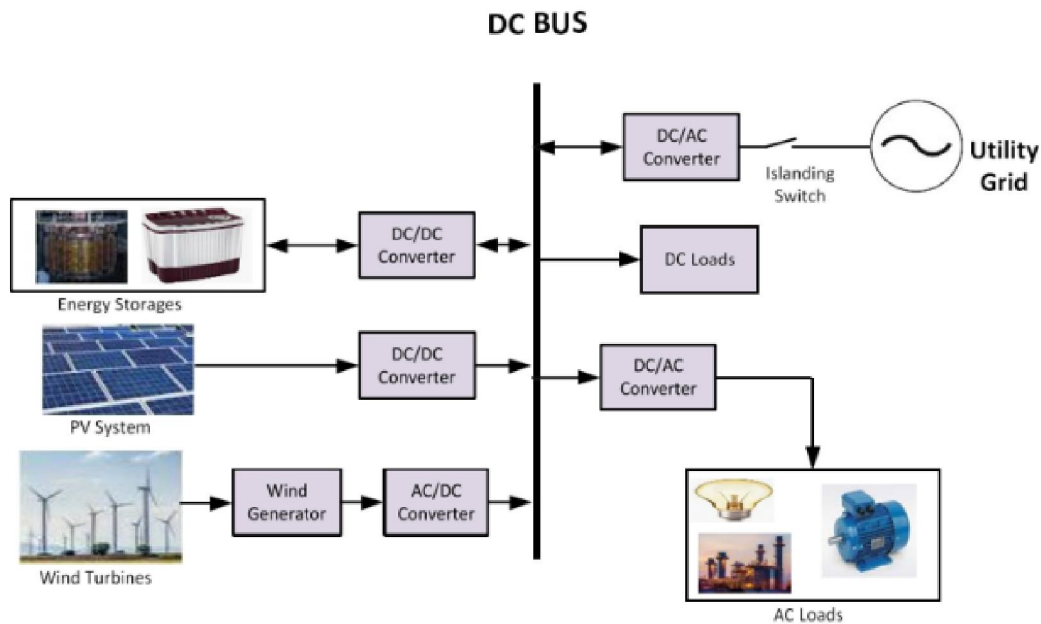 DC BUS
DC/AC
Converter
Islanding
Switch
Utility
Grid
DC/DC
Converter
Energy Storages
DC Loads
DC/DC
Converter
PV System
DC/AC
Converter
Wind
Generator
AC/DC
Converter
Wind Turbines
AC Loads